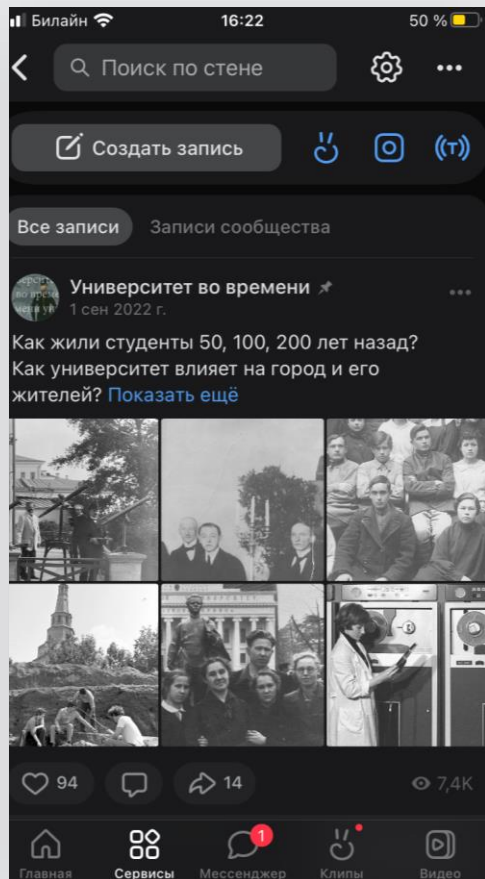 Билайн 16:22 50 %
Поиск по стене
Создать запись
Все записи Записи сообщества
Университет во времени
1 сен 2022 г.
Как жили студенты 50, 100, 200 лет назад?
Как университет влияет на город и его
жителей? Показать ещё
94 14 7,4K
1
Главная Сервисы Мессенджер Клипы Видео